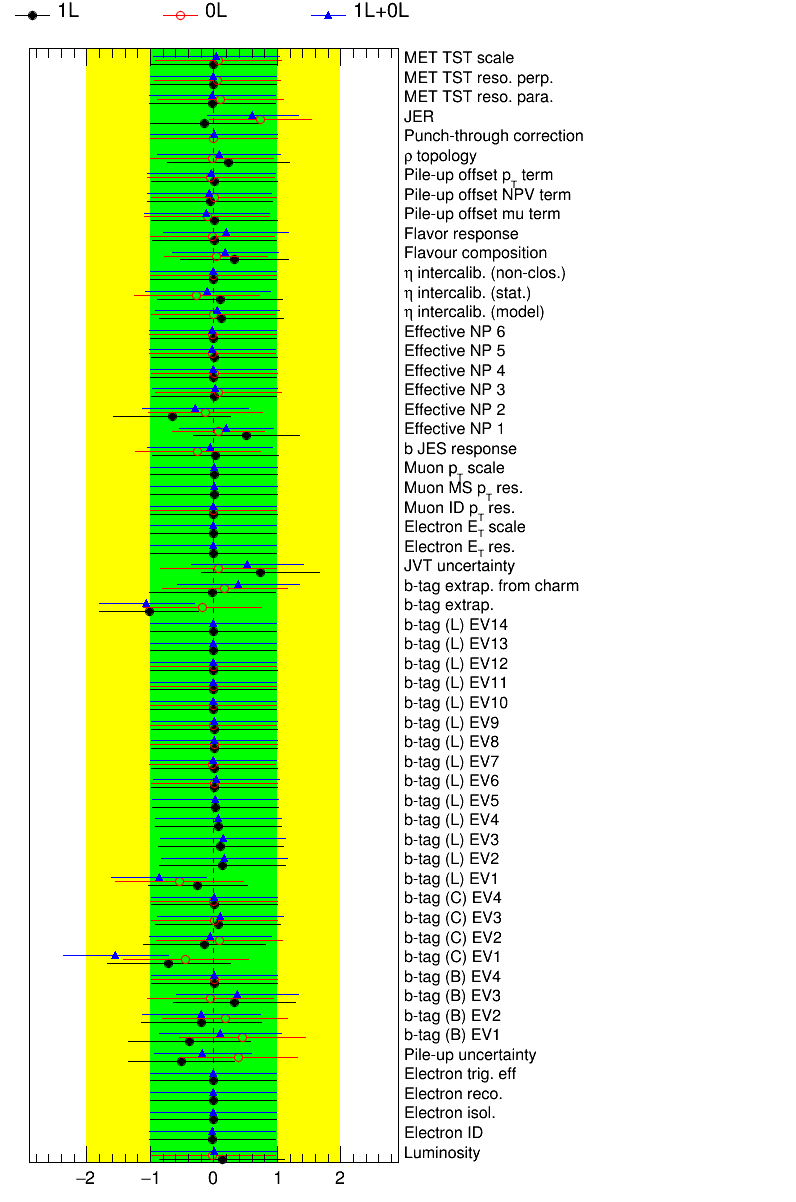 1L 0L 1L+0L
MET TST scale
MET TST reso. perp.
MET TST reso. para.
JER
Punch-through correction
ρ topology
Pile-up offset pT term
Pile-up offset NPV term
Pile-up offset mu term
Flavor response
Flavour composition
η intercalib. (non-clos.)
η intercalib. (stat.)
η intercalib. (model)
Effective NP 6
Effective NP 5
Effective NP 4
Effective NP 3
Effective NP 2
Effective NP 1
b JES response
Muon pT scale
Muon MS pT res.
Muon ID pT res.
Electron ET scale
Electron ET res.
JVT uncertainty
b-tag extrap. from charm
b-tag extrap.
b-tag (L) EV14
b-tag (L) EV13
b-tag (L) EV12
b-tag (L) EV11
b-tag (L) EV10
b-tag (L) EV9
b-tag (L) EV8
b-tag (L) EV7
b-tag (L) EV6
b-tag (L) EV5
b-tag (L) EV4
b-tag (L) EV3
b-tag (L) EV2
b-tag (L) EV1
b-tag (C) EV4
b-tag (C) EV3
b-tag (C) EV2
b-tag (C) EV1
b-tag (B) EV4
b-tag (B) EV3
b-tag (B) EV2
b-tag (B) EV1
Pile-up uncertainty
Electron trig. eff
Electron reco.
Electron isol.
Electron ID
Luminosity
−2 −1 0 1 2